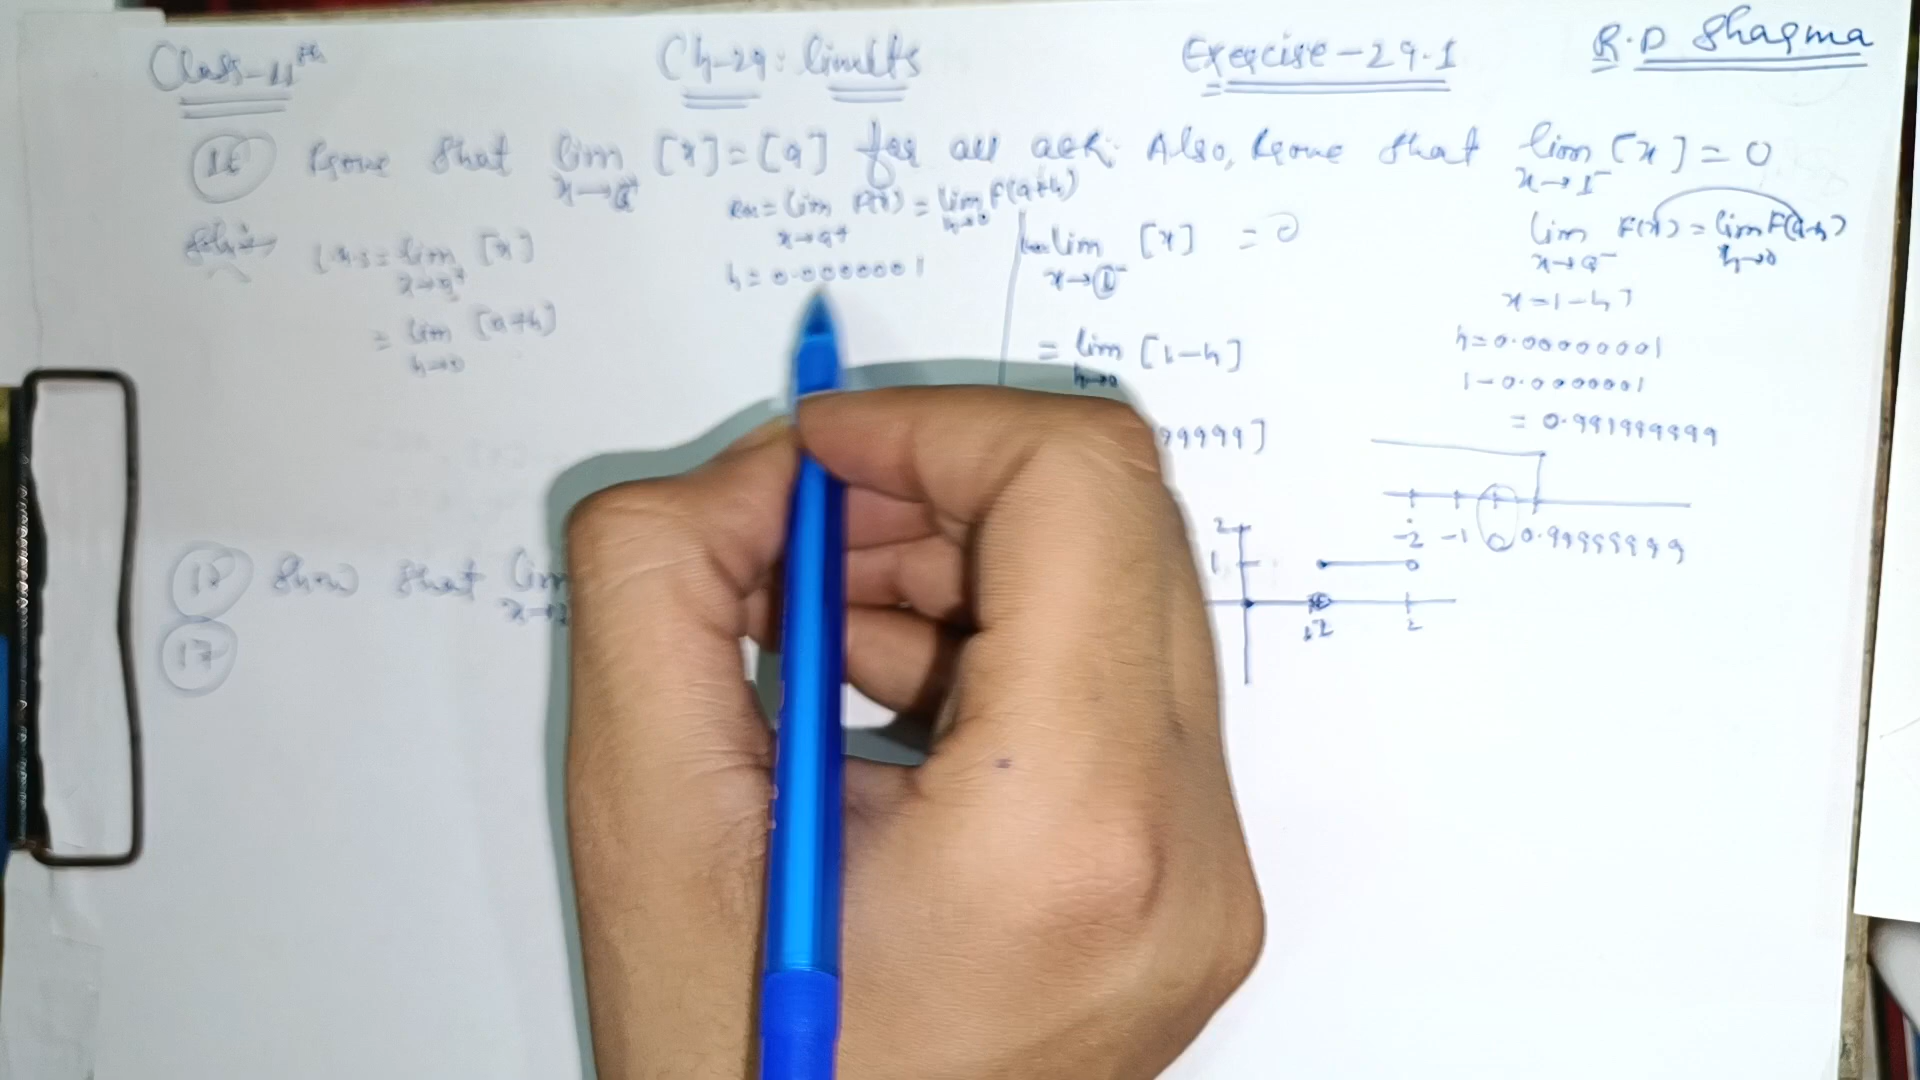 Class-11th Ch-29: limits Exercise-29.1 R.D Sharma
16 Prove that lim x→a+ [x]=[a] for all a∈R. Also, Prove that lim x→1- [x]=0
Soln:- LHS = lim x→a+ [x]
= lim h→0 [a+h]
lim x→a+ F(x) = lim h→0 F(a+h)
h=0.0000001
lim x→1- [x] = 0
= lim h→0 [1-h]
99999]
lim x→a- F(x) = lim h→0 F(a-h)
x=1-h
h=0.00000001
1-0.0000001
= 0.991999999
-2 -1 0 0.99999999
2
1
2
18 Show that lim x→2
17